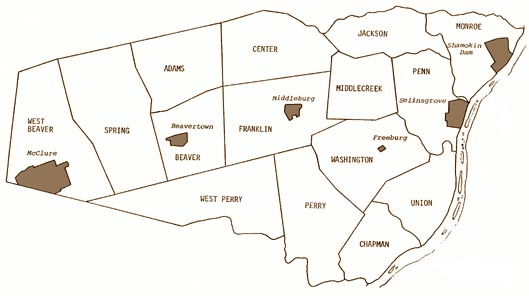 JACKSON
MONROE
Shamokin
Dam
CENTER
ADAMS
PENN
MIDDLECREEK
Selinsgrove
Middleburg
WEST
BEAVER
SPRING
Beavertown
FRANKLIN
BEAVER
McClure
Freeburg
WASHINGTON
WEST PERRY
PERRY
UNION
CHAPMAN